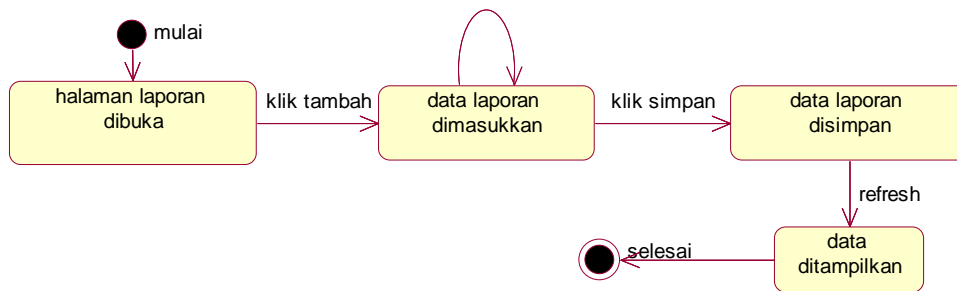 mulai
halaman laporan
dibuka
klik tambah
data laporan
dimasukkan
klik simpan
data laporan
disimpan
refresh
data
ditampilkan
selesai